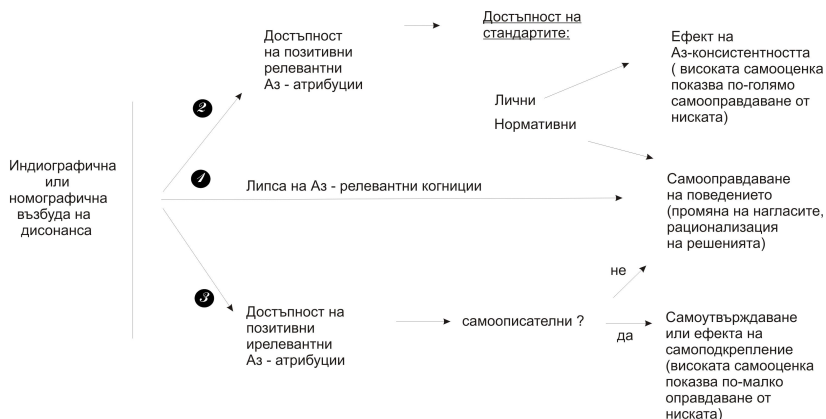 Индиографична
или
номографична
възбуда на
дисонанса
2
Достъпност
на позитивни
релевантни
Аз - атрибуции
Достъпност на
стандартите:
Лични
Нормативни
Ефект на
Аз-консистентността
( високата самооценка
показва по-голямо
самооправдаване от
ниската)
1
Липса на Аз - релевантни когниции
Самооправдаване
на поведението
(промяна на нагласите,
рационализация
на решенията)
3
Достъпност на
позитивни
ирелевантни
Аз - атрибуции
самоописателни ?
не
да
Самоутвърждаване
или ефекта на
самоподкрепление
(високата самооценка
показва по-малко
оправдаване от
ниската)